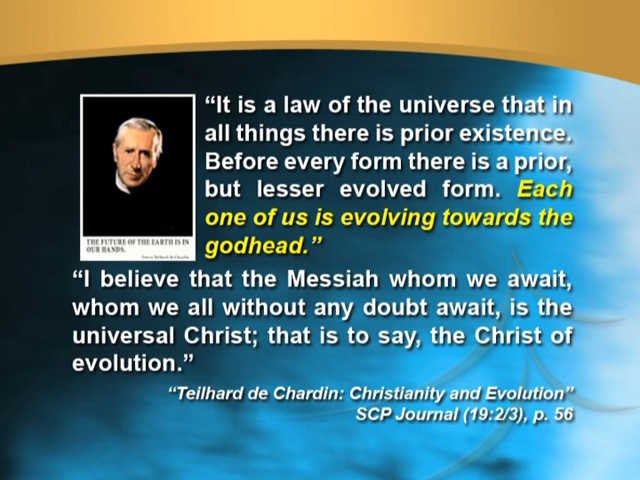 “It is a law of the universe that in
all things there is prior existence.
Before every form there is a prior,
but lesser evolved form. Each
one of us is evolving towards the
godhead.”
THE FUTURE OF THE EARTH IS IN
OUR HANDS.
Pierre Teilhard de Chardin
“I believe that the Messiah whom we await,
whom we all without any doubt await, is the
universal Christ; that is to say, the Christ of
evolution.”
“Teilhard de Chardin: Christianity and Evolution”
SCP Journal (19:2/3), p. 56